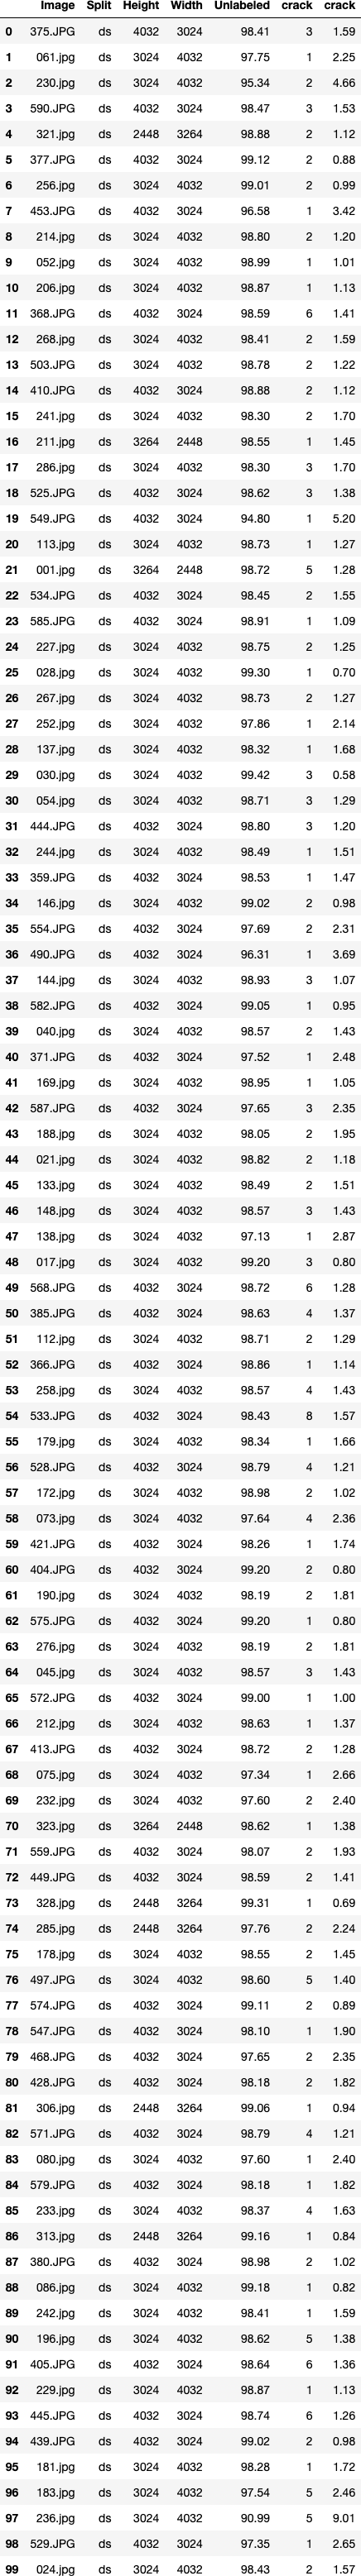 Image Split Height Width Unlabeled crack crack
0 375.JPG ds 4032 3024 98.41 3 1.59
1 061.jpg ds 3024 4032 97.75 1 2.25
2 230.jpg ds 3024 4032 95.34 2 4.66
3 590.JPG ds 4032 3024 98.47 3 1.53
4 321.jpg ds 2448 3264 98.88 2 1.12
5 377.JPG ds 4032 3024 99.12 2 0.88
6 256.jpg ds 3024 4032 99.01 2 0.99
7 453.JPG ds 4032 3024 96.58 1 3.42
8 214.jpg ds 3024 4032 98.80 2 1.20
9 052.jpg ds 3024 4032 98.99 1 1.01
10 206.jpg ds 3024 4032 98.87 1 1.13
11 368.JPG ds 4032 3024 98.59 6 1.41
12 268.jpg ds 3024 4032 98.41 2 1.59
13 503.JPG ds 4032 3024 98.78 2 1.22
14 410.JPG ds 4032 3024 98.88 2 1.12
15 241.jpg ds 3024 4032 98.30 2 1.70
16 211.jpg ds 3264 2448 98.55 1 1.45
17 286.jpg ds 3024 4032 98.30 3 1.70
18 525.JPG ds 4032 3024 98.62 3 1.38
19 549.JPG ds 4032 3024 94.80 1 5.20
20 113.jpg ds 3024 4032 98.73 1 1.27
21 001.jpg ds 3264 2448 98.72 5 1.28
22 534.JPG ds 4032 3024 98.45 2 1.55
23 585.JPG ds 4032 3024 98.91 1 1.09
24 227.jpg ds 3024 4032 98.75 2 1.25
25 028.jpg ds 3024 4032 99.30 1 0.70
26 267.jpg ds 3024 4032 98.73 2 1.27
27 252.jpg ds 3024 4032 97.86 1 2.14
28 137.jpg ds 3024 4032 98.32 1 1.68
29 030.jpg ds 3024 4032 99.42 3 0.58
30 054.jpg ds 3024 4032 98.71 3 1.29
31 444.JPG ds 4032 3024 98.80 3 1.20
32 244.jpg ds 3024 4032 98.49 1 1.51
33 359.JPG ds 4032 3024 98.53 1 1.47
34 146.jpg ds 3024 4032 99.02 2 0.98
35 554.JPG ds 4032 3024 97.69 2 2.31
36 490.JPG ds 4032 3024 96.31 1 3.69
37 144.jpg ds 3024 4032 98.93 3 1.07
38 582.JPG ds 4032 3024 99.05 1 0.95
39 040.jpg ds 3024 4032 98.57 2 1.43
40 371.JPG ds 4032 3024 97.52 1 2.48
41 169.jpg ds 3024 4032 98.95 1 1.05
42 587.JPG ds 4032 3024 97.65 3 2.35
43 188.jpg ds 3024 4032 98.05 2 1.95
44 021.jpg ds 3024 4032 98.82 2 1.18
45 133.jpg ds 3024 4032 98.49 2 1.51
46 148.jpg ds 3024 4032 98.57 3 1.43
47 138.jpg ds 3024 4032 97.13 1 2.87
48 017.jpg ds 3024 4032 99.20 3 0.80
49 568.JPG ds 4032 3024 98.72 6 1.28
50 385.JPG ds 4032 3024 98.63 4 1.37
51 112.jpg ds 3024 4032 98.71 2 1.29
52 366.JPG ds 4032 3024 98.86 1 1.14
53 258.jpg ds 3024 4032 98.57 4 1.43
54 533.JPG ds 4032 3024 98.43 8 1.57
55 179.jpg ds 3024 4032 98.34 1 1.66
56 528.JPG ds 4032 3024 98.79 4 1.21
57 172.jpg ds 3024 4032 98.98 2 1.02
58 073.jpg ds 3024 4032 97.64 4 2.36
59 421.JPG ds 4032 3024 98.26 1 1.74
60 404.JPG ds 4032 3024 99.20 2 0.80
61 190.jpg ds 3024 4032 98.19 2 1.81
62 575.JPG ds 4032 3024 99.20 1 0.80
63 276.jpg ds 3024 4032 98.19 2 1.81
64 045.jpg ds 3024 4032 98.57 3 1.43
65 572.JPG ds 4032 3024 99.00 1 1.00
66 212.jpg ds 3024 4032 98.63 1 1.37
67 413.JPG ds 4032 3024 98.72 2 1.28
68 075.jpg ds 3024 4032 97.34 1 2.66
69 232.jpg ds 3024 4032 97.60 2 2.40
70 323.jpg ds 3264 2448 98.62 1 1.38
71 559.JPG ds 4032 3024 98.07 2 1.93
72 449.JPG ds 4032 3024 98.59 2 1.41
73 328.jpg ds 2448 3264 99.31 1 0.69
74 285.jpg ds 2448 3264 97.76 2 2.24
75 178.jpg ds 3024 4032 98.55 2 1.45
76 497.JPG ds 4032 3024 98.60 5 1.40
77 574.JPG ds 4032 3024 99.11 2 0.89
78 547.JPG ds 4032 3024 98.10 1 1.90
79 468.JPG ds 4032 3024 97.65 2 2.35
80 428.JPG ds 4032 3024 98.18 2 1.82
81 306.jpg ds 2448 3264 99.06 1 0.94
82 571.JPG ds 4032 3024 98.79 4 1.21
83 080.jpg ds 3024 4032 97.60 1 2.40
84 579.JPG ds 4032 3024 98.18 1 1.82
85 233.jpg ds 3024 4032 98.37 4 1.63
86 313.jpg ds 2448 3264 99.16 1 0.84
87 380.JPG ds 4032 3024 98.98 2 1.02
88 086.jpg ds 3024 4032 99.18 1 0.82
89 242.jpg ds 3024 4032 98.41 1 1.59
90 196.jpg ds 3024 4032 98.62 5 1.38
91 405.JPG ds 4032 3024 98.64 6 1.36
92 229.jpg ds 3024 4032 98.87 1 1.13
93 445.JPG ds 4032 3024 98.74 6 1.26
94 439.JPG ds 4032 3024 99.02 2 0.98
95 181.jpg ds 3024 4032 98.28 1 1.72
96 183.jpg ds 3024 4032 97.54 5 2.46
97 236.jpg ds 3024 4032 90.99 5 9.01
98 529.JPG ds 4032 3024 97.35 1 2.65
99 024.jpg ds 3024 4032 98.43 2 1.57